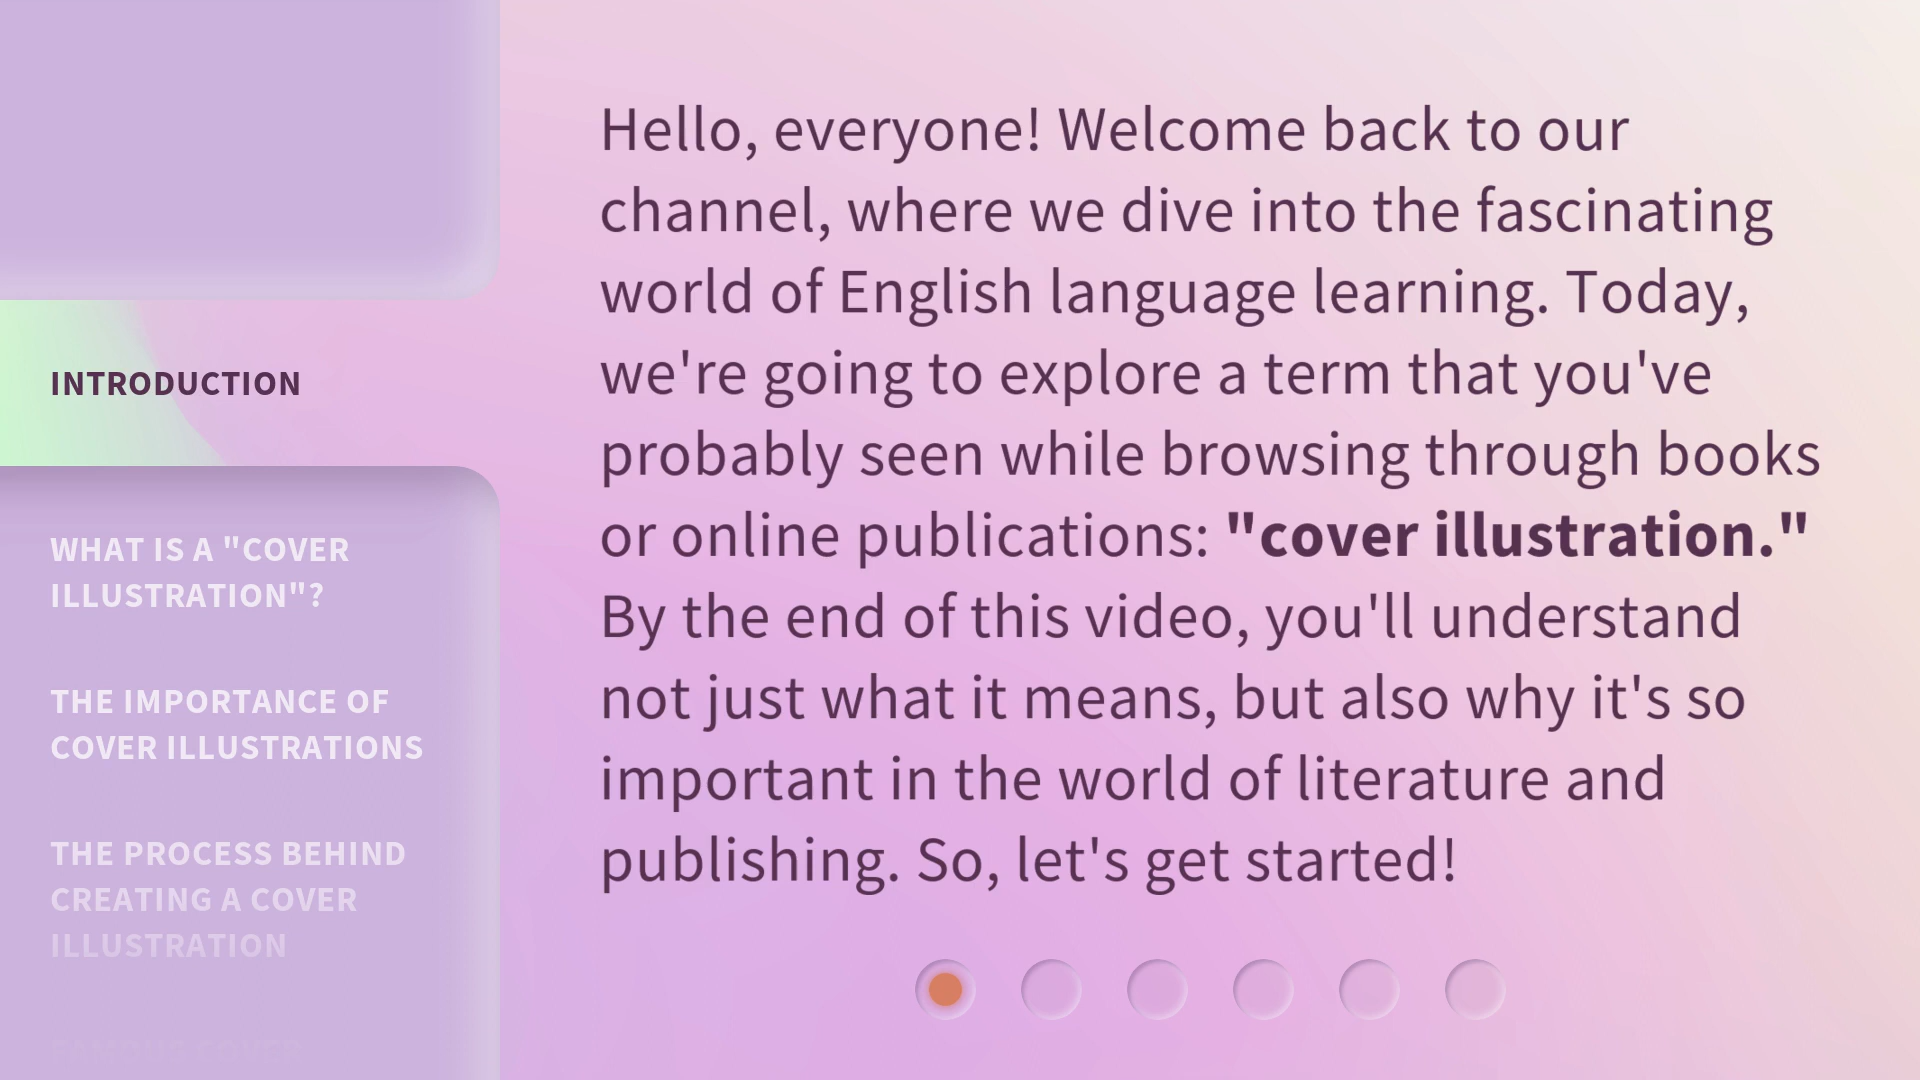 INTRODUCTION
WHAT IS A "COVER
ILLUSTRATION"?
THE IMPORTANCE OF
COVER ILLUSTRATIONS
THE PROCESS BEHIND
CREATING A COVER
ILLUSTRATION
FAMOUS COVER
Hello, everyone! Welcome back to our
channel, where we dive into the fascinating
world of English language learning. Today,
we're going to explore a term that you've
probably seen while browsing through books
or online publications: "cover illustration."
By the end of this video, you'll understand
not just what it means, but also why it's so
important in the world of literature and
publishing. So, let's get started!